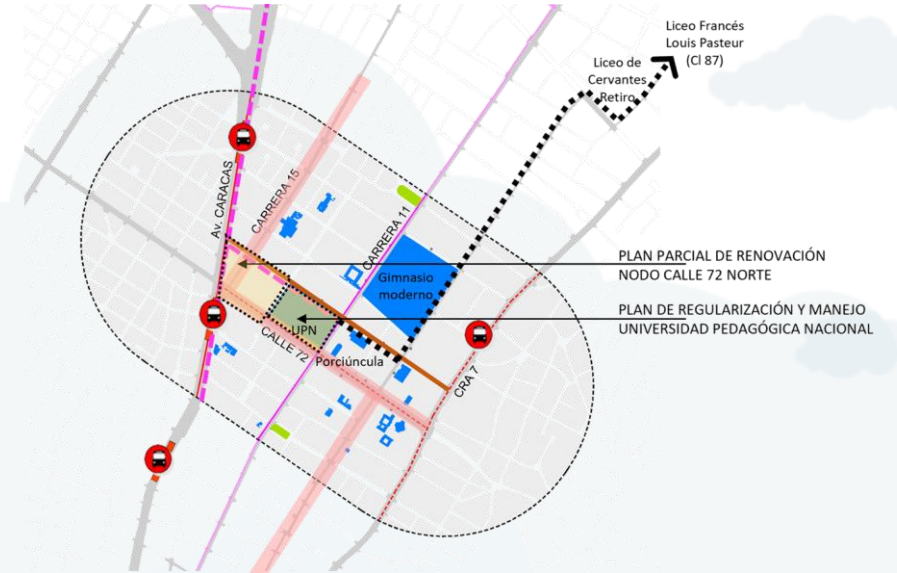 Liceo Francés
Louis Pasteur
(Cl 87)
Liceo de
Cervantes
Retiro
Av. CARACAS
CARRERA 15
CARRERA 11
PLAN PARCIAL DE RENOVACIÓN
NODO CALLE 72 NORTE
Gimnasio
moderno
PLAN DE REGULARIZACIÓN Y MANEJO
UNIVERSIDAD PEDAGÓGICA NACIONAL
UPN
CALLE 72
Porciúncula
CRA 7